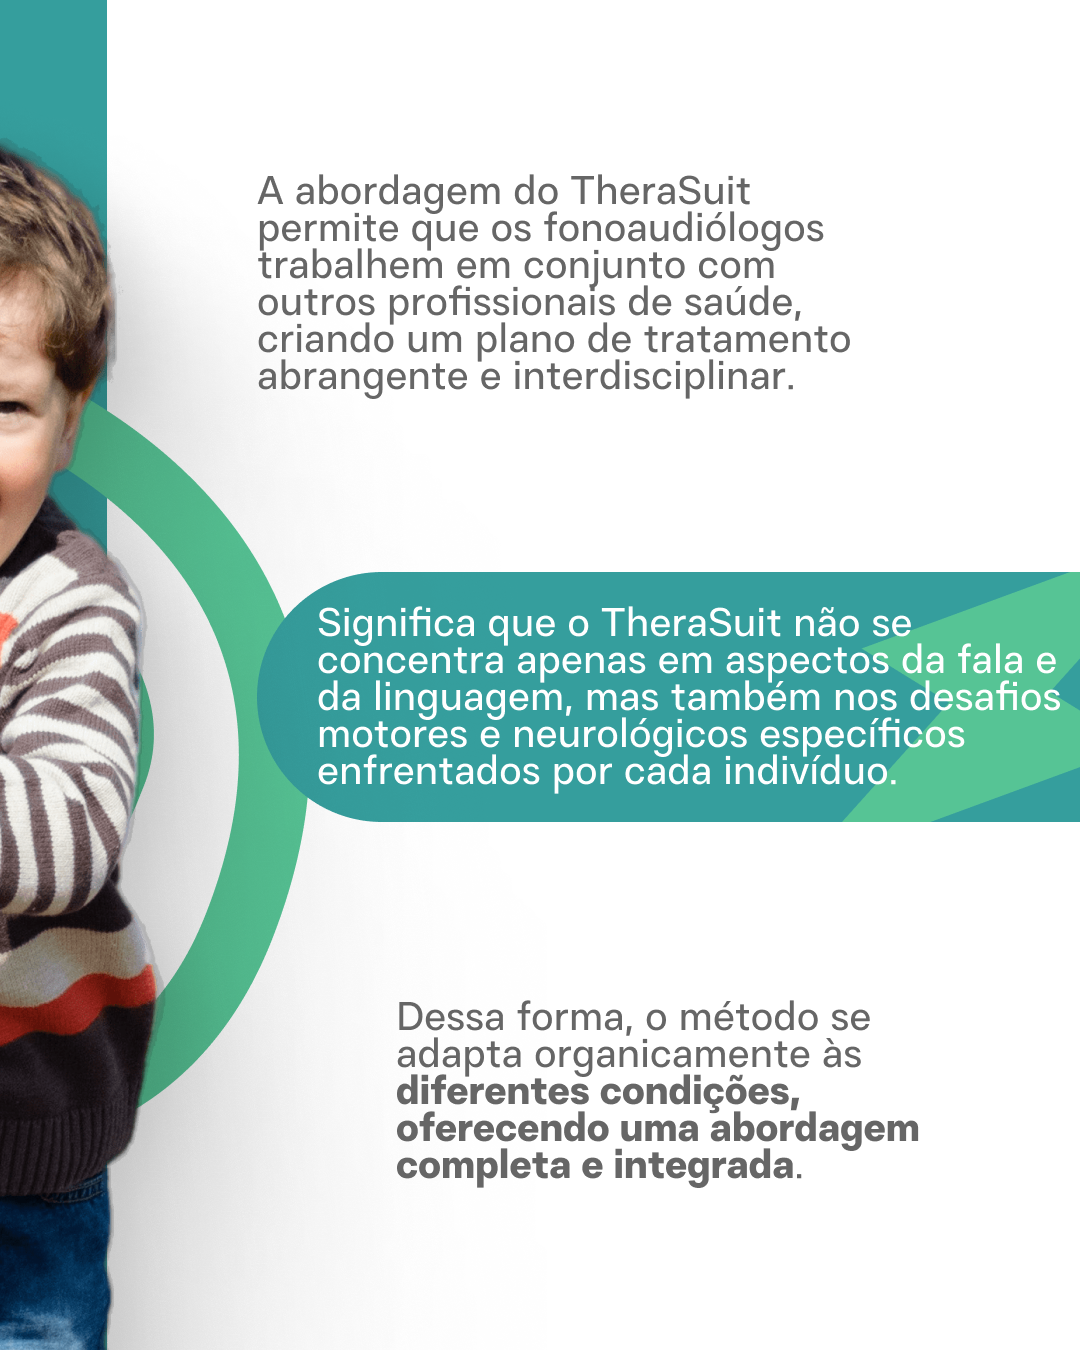 A abordagem do TheraSuit
permite que os fonoaudiólogos
trabalhem em conjunto com
outros profissionais de saúde,
criando um plano de tratamento
abrangente e interdisciplinar.
Significa que o TheraSuit não se
concentra apenas em aspectos da fala e
da linguagem, mas também nos desafios
motores e neurológicos específicos
enfrentados por cada indivíduo.
Dessa forma, o método se
adapta organicamente às
diferentes condições,
oferecendo uma abordagem
completa e integrada.